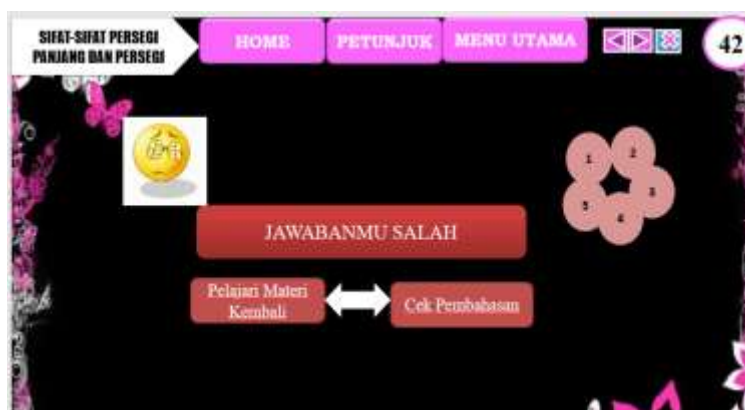 SIFAT-SIFAT PERSEGI
PANJANG DAN PERSEGI
HOME
PETUNJUK
MENU UTAMA
42
1
2
3
4
5
JAWABANMU SALAH
Pelajari Materi
Kembali
Cek Pembahasan